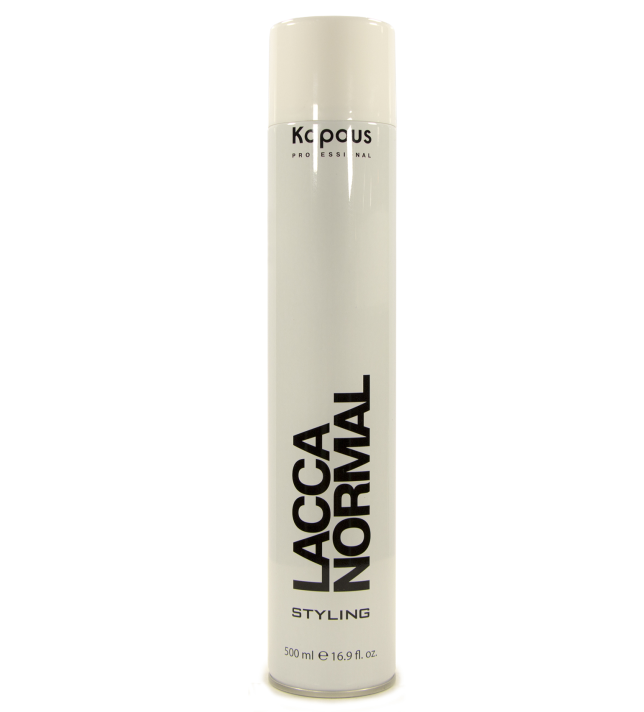 Kapous
PROFESSIONAL
LACCA
NORMAL
STYLING
500 ml ℮ 16.9 fl. oz.